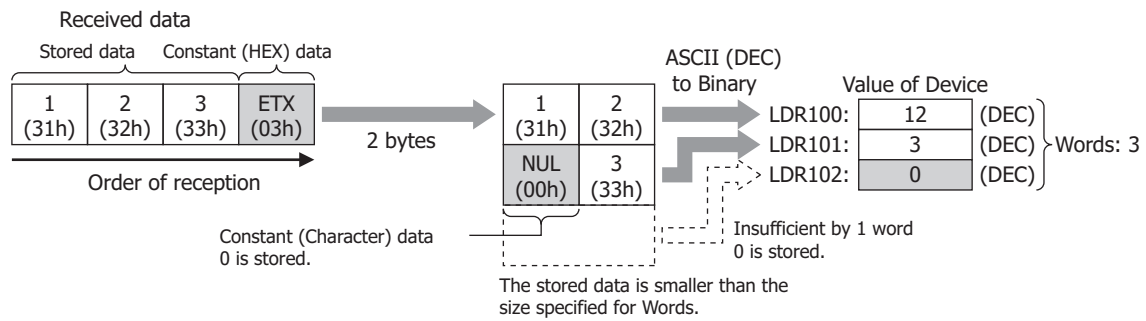 Received data
Stored data
Constant (HEX) data
1
(31h)
2
(32h)
3
(33h)
ETX
(03h)
Order of reception
2 bytes
1
(31h)
2
(32h)
NUL
(00h)
3
(33h)
Constant (Character) data
0 is stored.
The stored data is smaller than the
size specified for Words.
ASCII (DEC)
to Binary
Value of Device
LDR100:
12
(DEC)
LDR101:
3
(DEC)
LDR102:
0
(DEC)
Words: 3
Insufficient by 1 word
0 is stored.